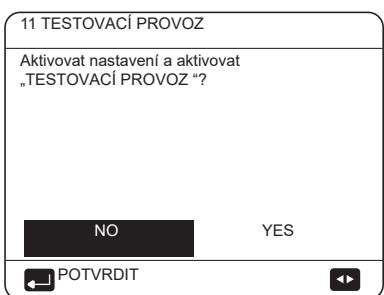 11 TESTOVACÍ PROVOZ
Aktivovat nastavení a aktivovat
„TESTOVACÍ PROVOZ “?
NO YES
POTVRDIT